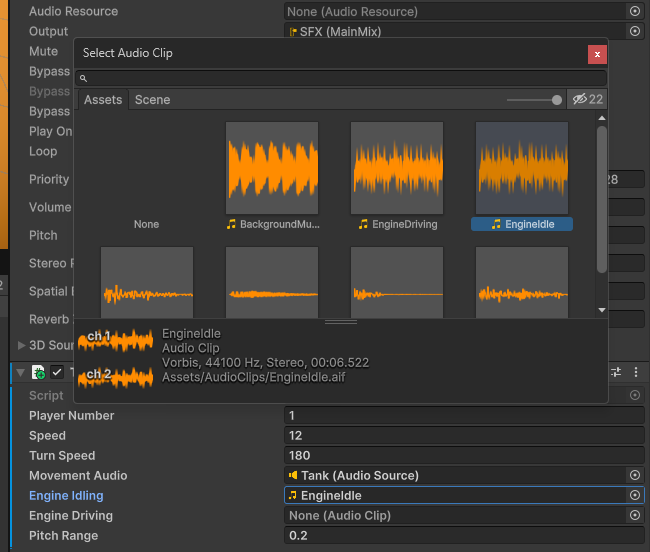 Audio Resource
None (Audio Resource)
Output
SFX (MainMix)
Mute
Select Audio Clip
x
Bypass
Bypass
Bypass
Assets
Scene
22
Play On
Loop
Priority
28
Volume
Pitch
None
BackgroundMu...
EngineDriving
EngineIdle
Stereo P
Spatial B
Reverb
3D Soun
ch 1
ch 2
EngineIdle
Audio Clip
Vorbis, 44100 Hz, Stereo, 00:06.522
Assets/AudioClips/EngineIdle.aif
Script
Player Number
1
Speed
12
Turn Speed
180
Movement Audio
Tank (Audio Source)
Engine Idling
EngineIdle
Engine Driving
None (Audio Clip)
Pitch Range
0.2